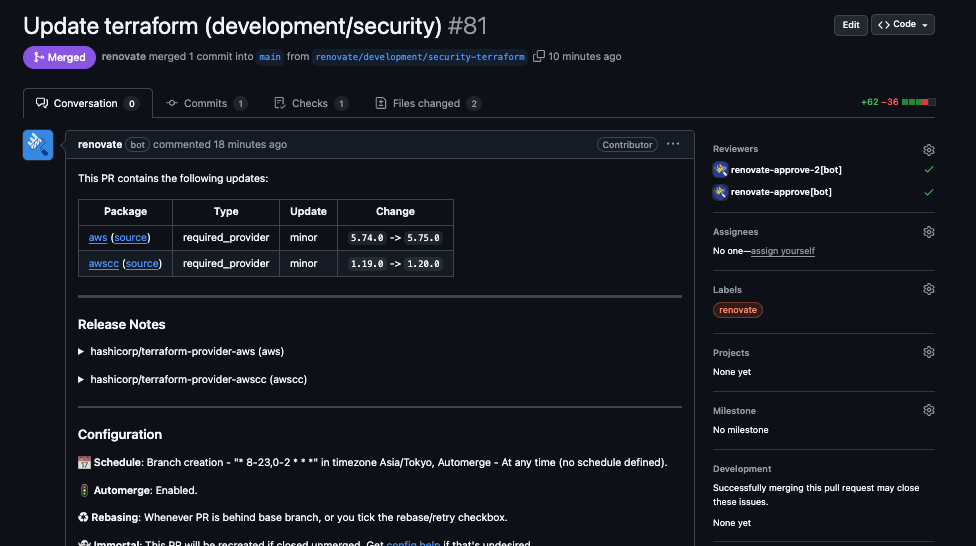 Update terraform (development/security) #81
Edit
Code
Merged
renovate merged 1 commit into main from renovate/development/security-terraform 10 minutes ago
Conversation 0
Commits 1
Checks 1
Files changed 2
+62 −36
renovate bot commented 18 minutes ago
Contributor
This PR contains the following updates:
Package Type Update Change
aws (source) required_provider minor 5.74.0 -> 5.75.0
awscc (source) required_provider minor 1.19.0 -> 1.20.0
Release Notes
hashicorp/terraform-provider-aws (aws)
hashicorp/terraform-provider-awscc (awscc)
Configuration
📅 Schedule: Branch creation - "* 8-23,0-2 * * *" in timezone Asia/Tokyo, Automerge - At any time (no schedule defined).
🚦 Automerge: Enabled.
♻ Rebasing: Whenever PR is behind base branch, or you tick the rebase/retry checkbox.
👻 Immortal: This PR will be recreated if closed unmerged. Get config help if that's undesired.
Reviewers
renovate-approve-2[bot]
renovate-approve[bot]
Assignees
No one—assign yourself
Labels
renovate
Projects
None yet
Milestone
No milestone
Development
Successfully merging this pull request may close
these issues.
None yet